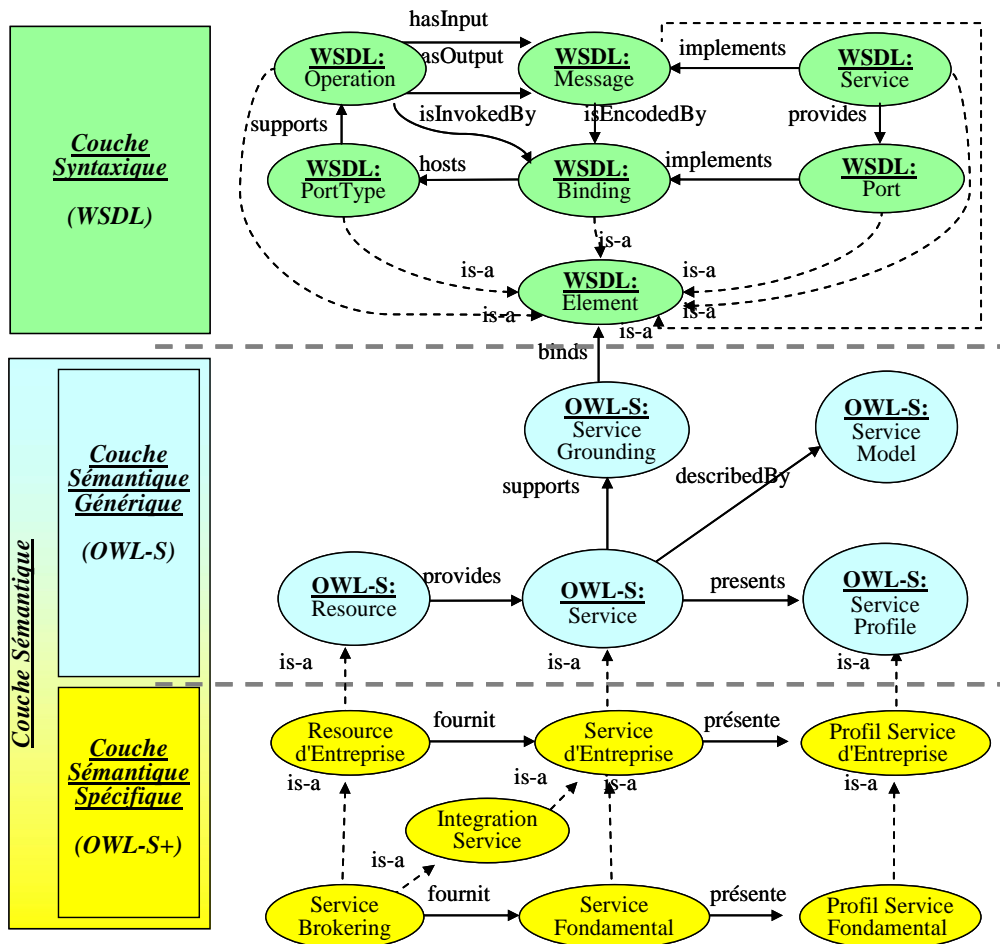 hasInput
WSDL:
Operation
asOutput
WSDL:
Message
implements
WSDL:
Service
isInvokedBy
isEncodedBy
supports
provides
Couche
Syntaxique
(WSDL)
WSDL:
PortType
hosts
WSDL:
Binding
implements
WSDL:
Port
is-a
is-a
is-a
WSDL:
Element
is-a
is-a
is-a
binds
Couche Sémantique
Couche
Sémantique
Générique
(OWL-S)
OWL-S:
Service
Grounding
OWL-S:
Service
Model
supports
describedBy
OWL-S:
Resource
provides
OWL-S:
Service
presents
OWL-S:
Service
Profile
is-a
is-a
is-a
Couche
Sémantique
Spécifique
(OWL-S+)
Resource
d'Entreprise
fournit
Service
d'Entreprise
présente
Profil Service
d'Entreprise
is-a
is-a
is-a
is-a
Integration
Service
is-a
Service
Brokering
fournit
Service
Fondamental
présente
Profil Service
Fondamental